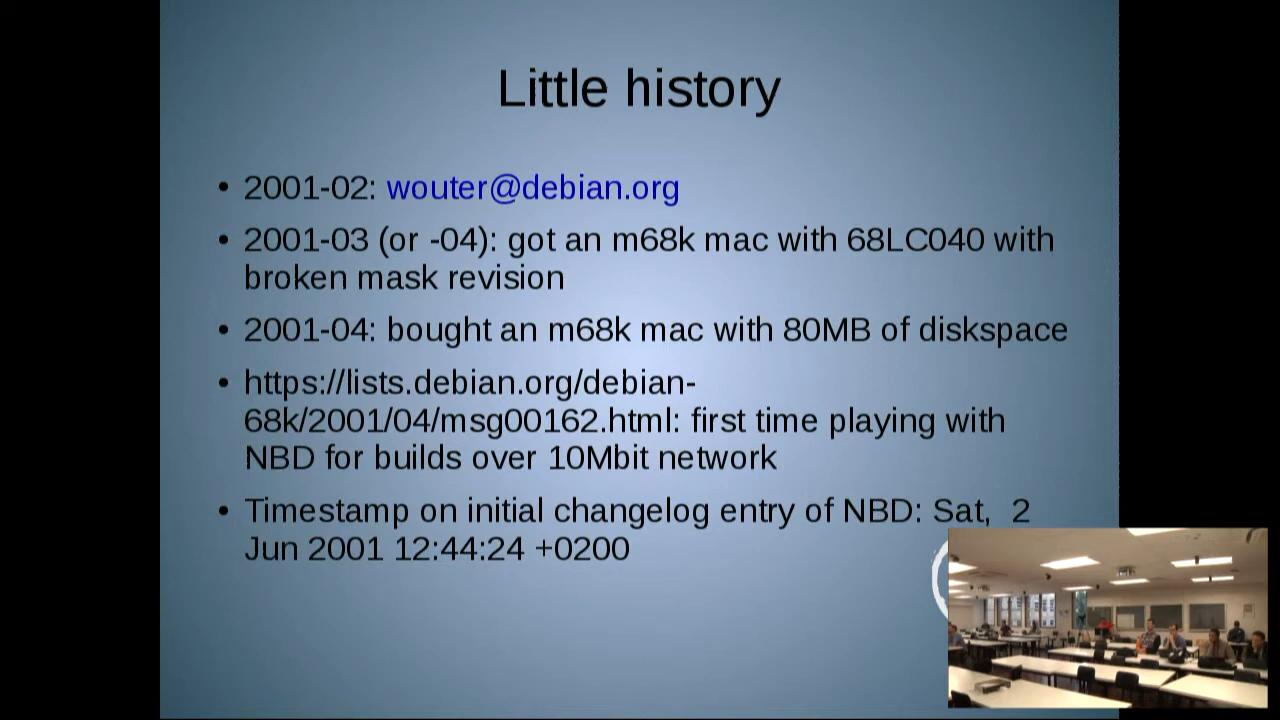 Little history
• 2001-02: wouter@debian.org
• 2001-03 (or -04): got an m68k mac with 68LC040 with
broken mask revision
• 2001-04: bought an m68k mac with 80MB of diskspace
• https://lists.debian.org/debian-
68k/2001/04/msg00162.html: first time playing with
NBD for builds over 10Mbit network
• Timestamp on initial changelog entry of NBD: Sat,  2
Jun 2001 12:44:24 +0200